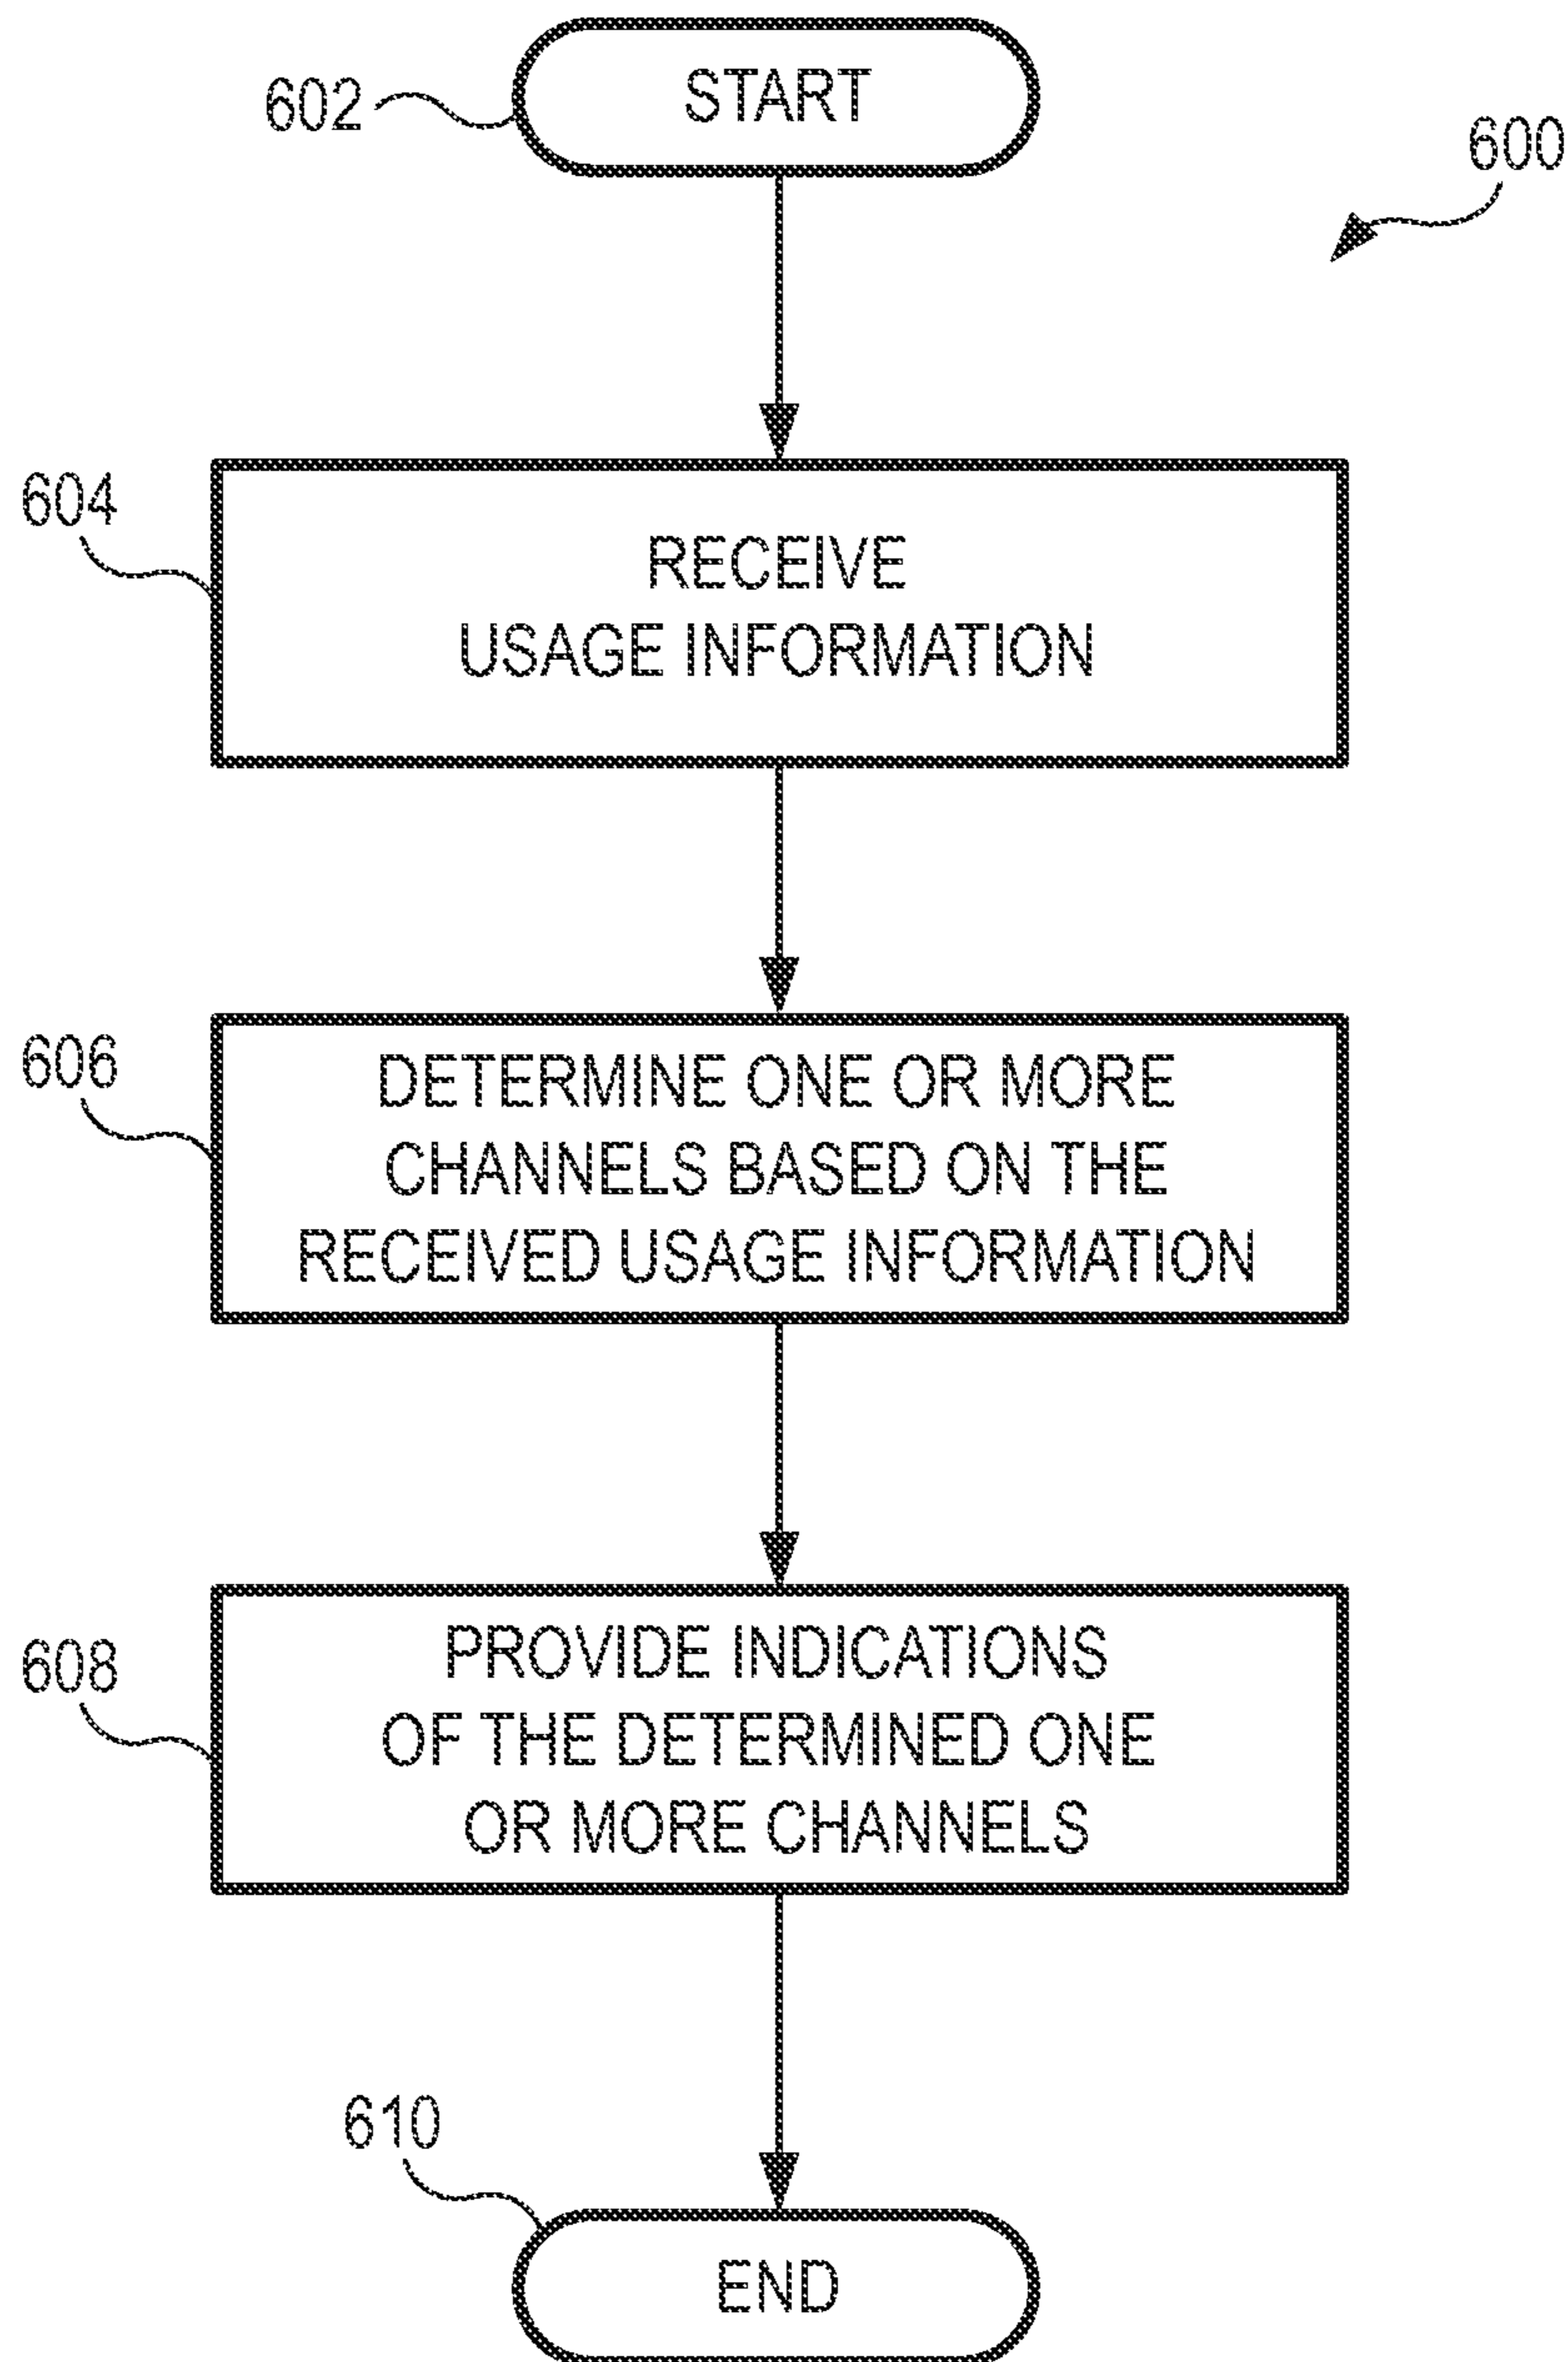 START
602
600
604
RECEIVE
USAGE INFORMATION
606
DETERMINE ONE OR MORE
CHANNELS BASED ON THE
RECEIVED USAGE INFORMATION
608
PROVIDE INDICATIONS
OF THE DETERMINED ONE
OR MORE CHANNELS
610
END